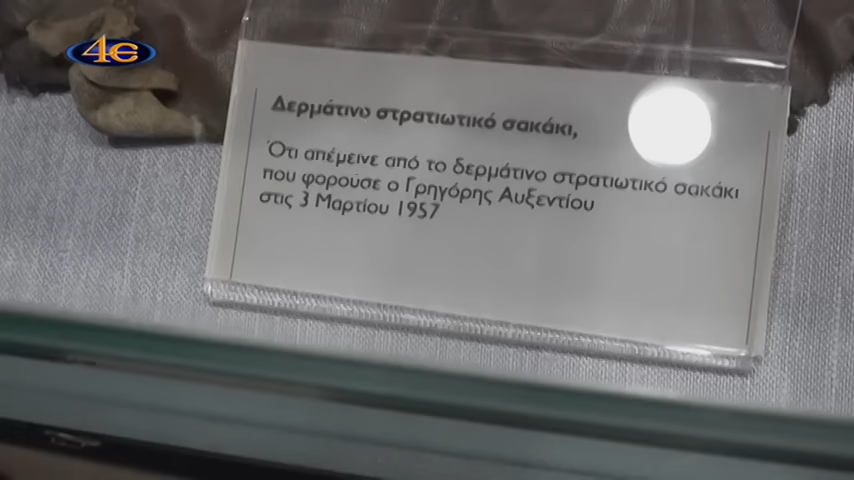 4e
Δερμάτινο στρατιωτικό σακάκι,
Ότι απέμεινε από το δερμάτινο στρατιωτικό σακάκι
που φορούσε ο Γρηγόρης Αυξεντίου
στις 3 Μαρτίου 1957